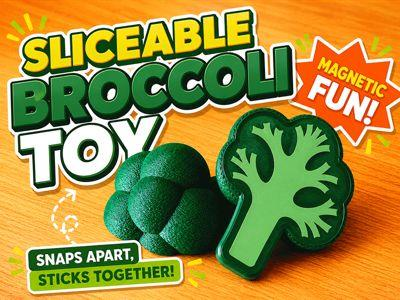 SLICEABLE
BROCCOLI
TOY
MAGNETIC
FUN!
SNAPS APART,
STICKS TOGETHER!